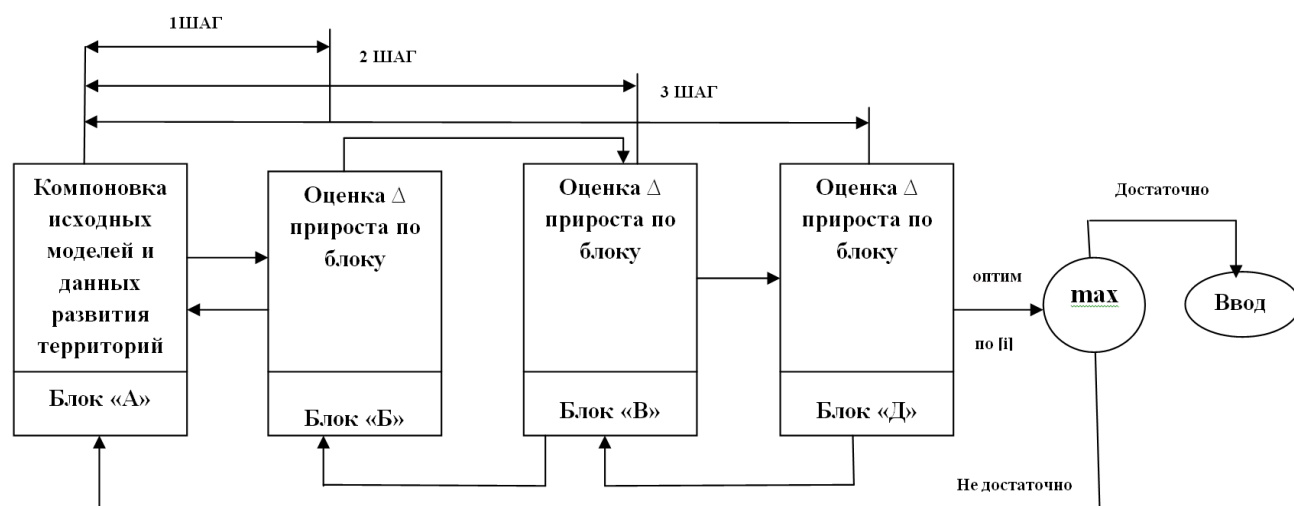 1ШАГ
2 ШАГ
3 ШАГ
Компоновка
исходных
моделей и
данных
развития
территорий
Блок «А»
Оценка Δ
прироста по
блоку
Блок «Б»
Оценка Δ
прироста по
блоку
Блок «В»
Оценка Δ
прироста по
блоку
Блок «Д»
оптим
по [i]
max
Достаточно
Ввод
Не достаточно